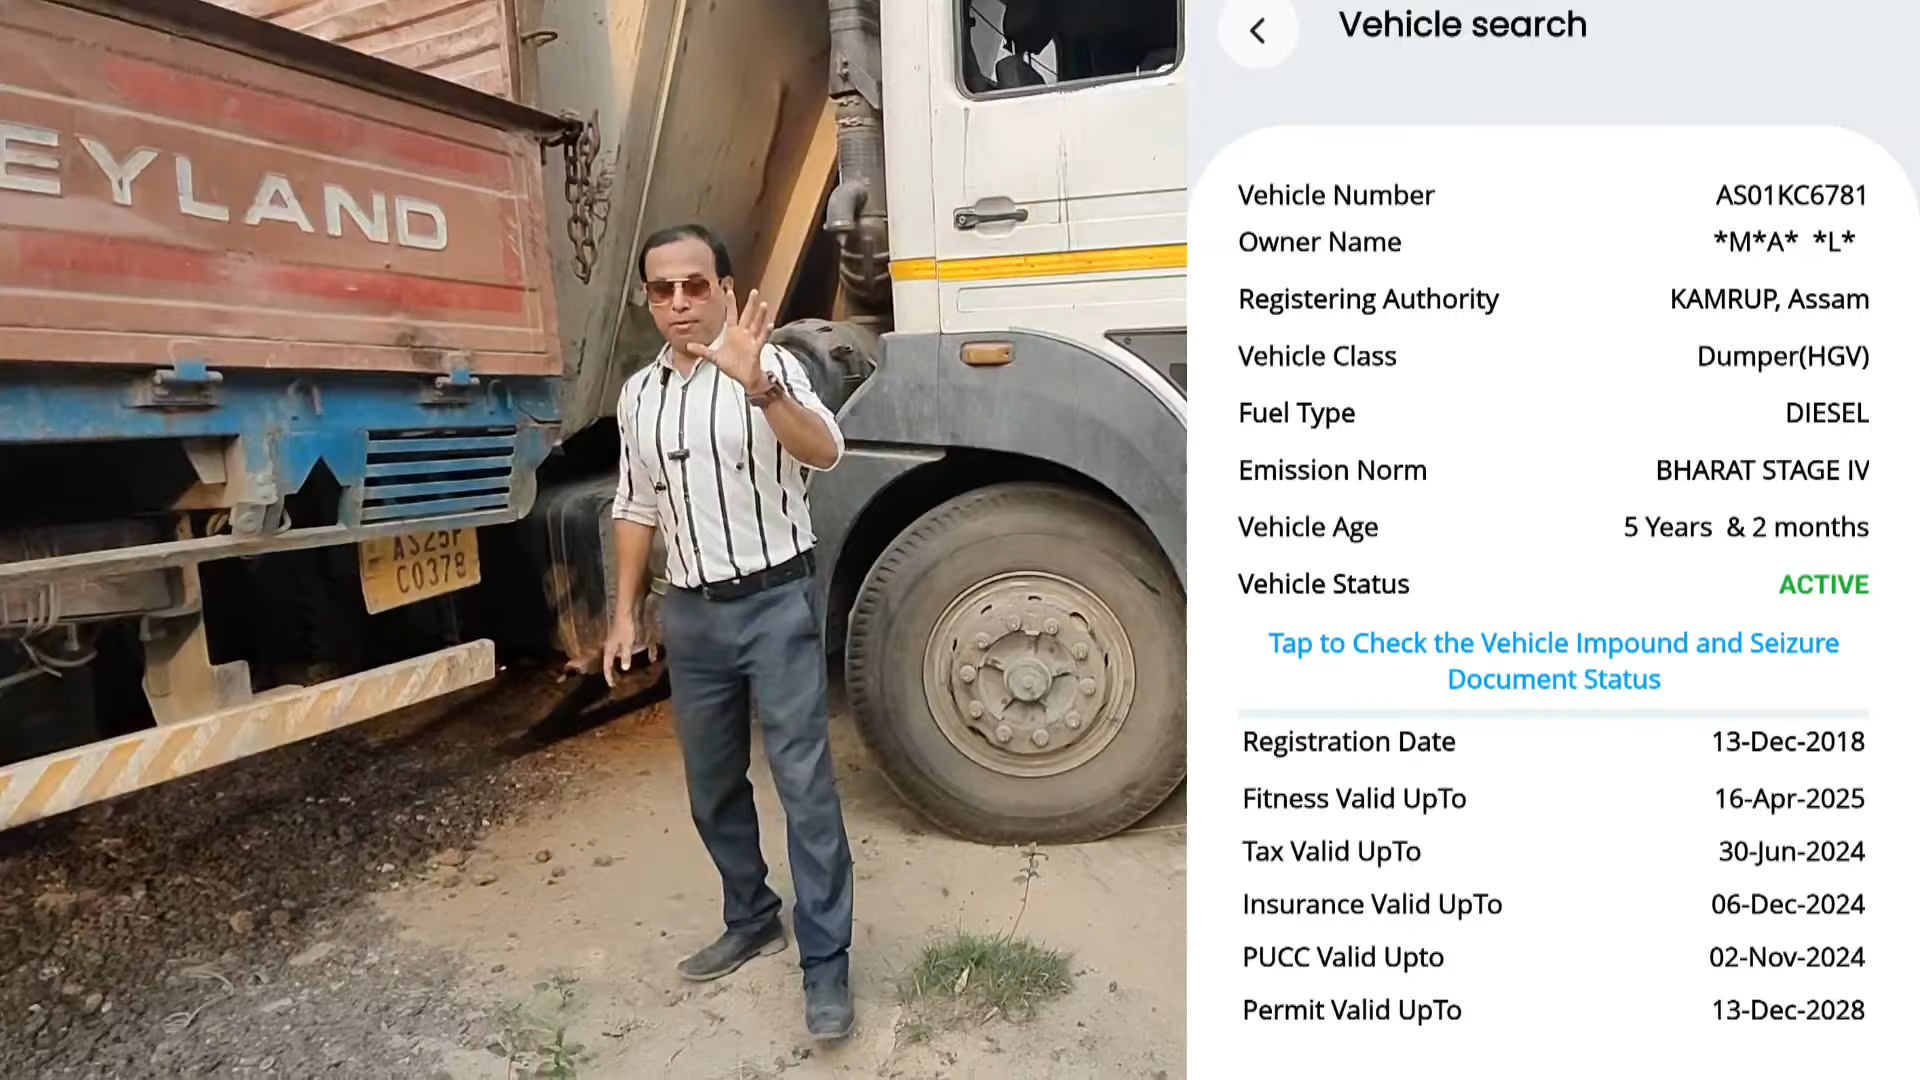 EYLAND
AS25F
C0378
Vehicle search
Vehicle Number AS01KC6781
Owner Name *M*A* *L*
Registering Authority KAMRUP, Assam
Vehicle Class Dumper(HGV)
Fuel Type DIESEL
Emission Norm BHARAT STAGE IV
Vehicle Age 5 Years & 2 months
Vehicle Status ACTIVE
Tap to Check the Vehicle Impound and Seizure
Document Status
Registration Date 13-Dec-2018
Fitness Valid UpTo 16-Apr-2025
Tax Valid UpTo 30-Jun-2024
Insurance Valid UpTo 06-Dec-2024
PUCC Valid Upto 02-Nov-2024
Permit Valid UpTo 13-Dec-2028